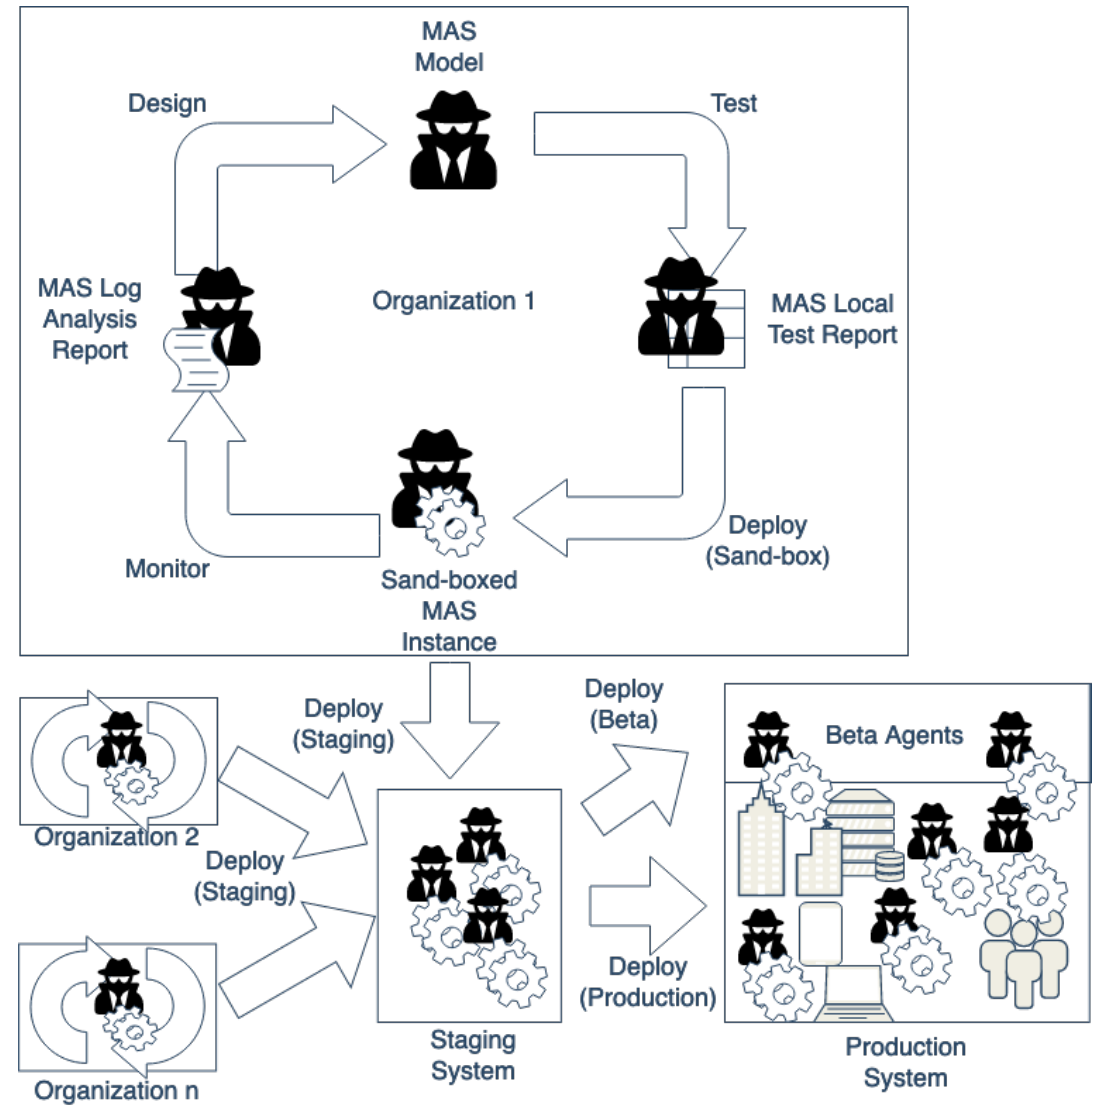 MAS
Model
Design
Test
MAS Log
Analysis
Report
Organization 1
MAS Local
Test Report
Deploy
(Sand-box)
Monitor
Sand-boxed
MAS
Instance
Deploy
(Staging)
Deploy
(Beta)
Beta Agents
Organization 2
Deploy
(Staging)
Deploy
(Production)
Staging
System
Production
System
Organization n